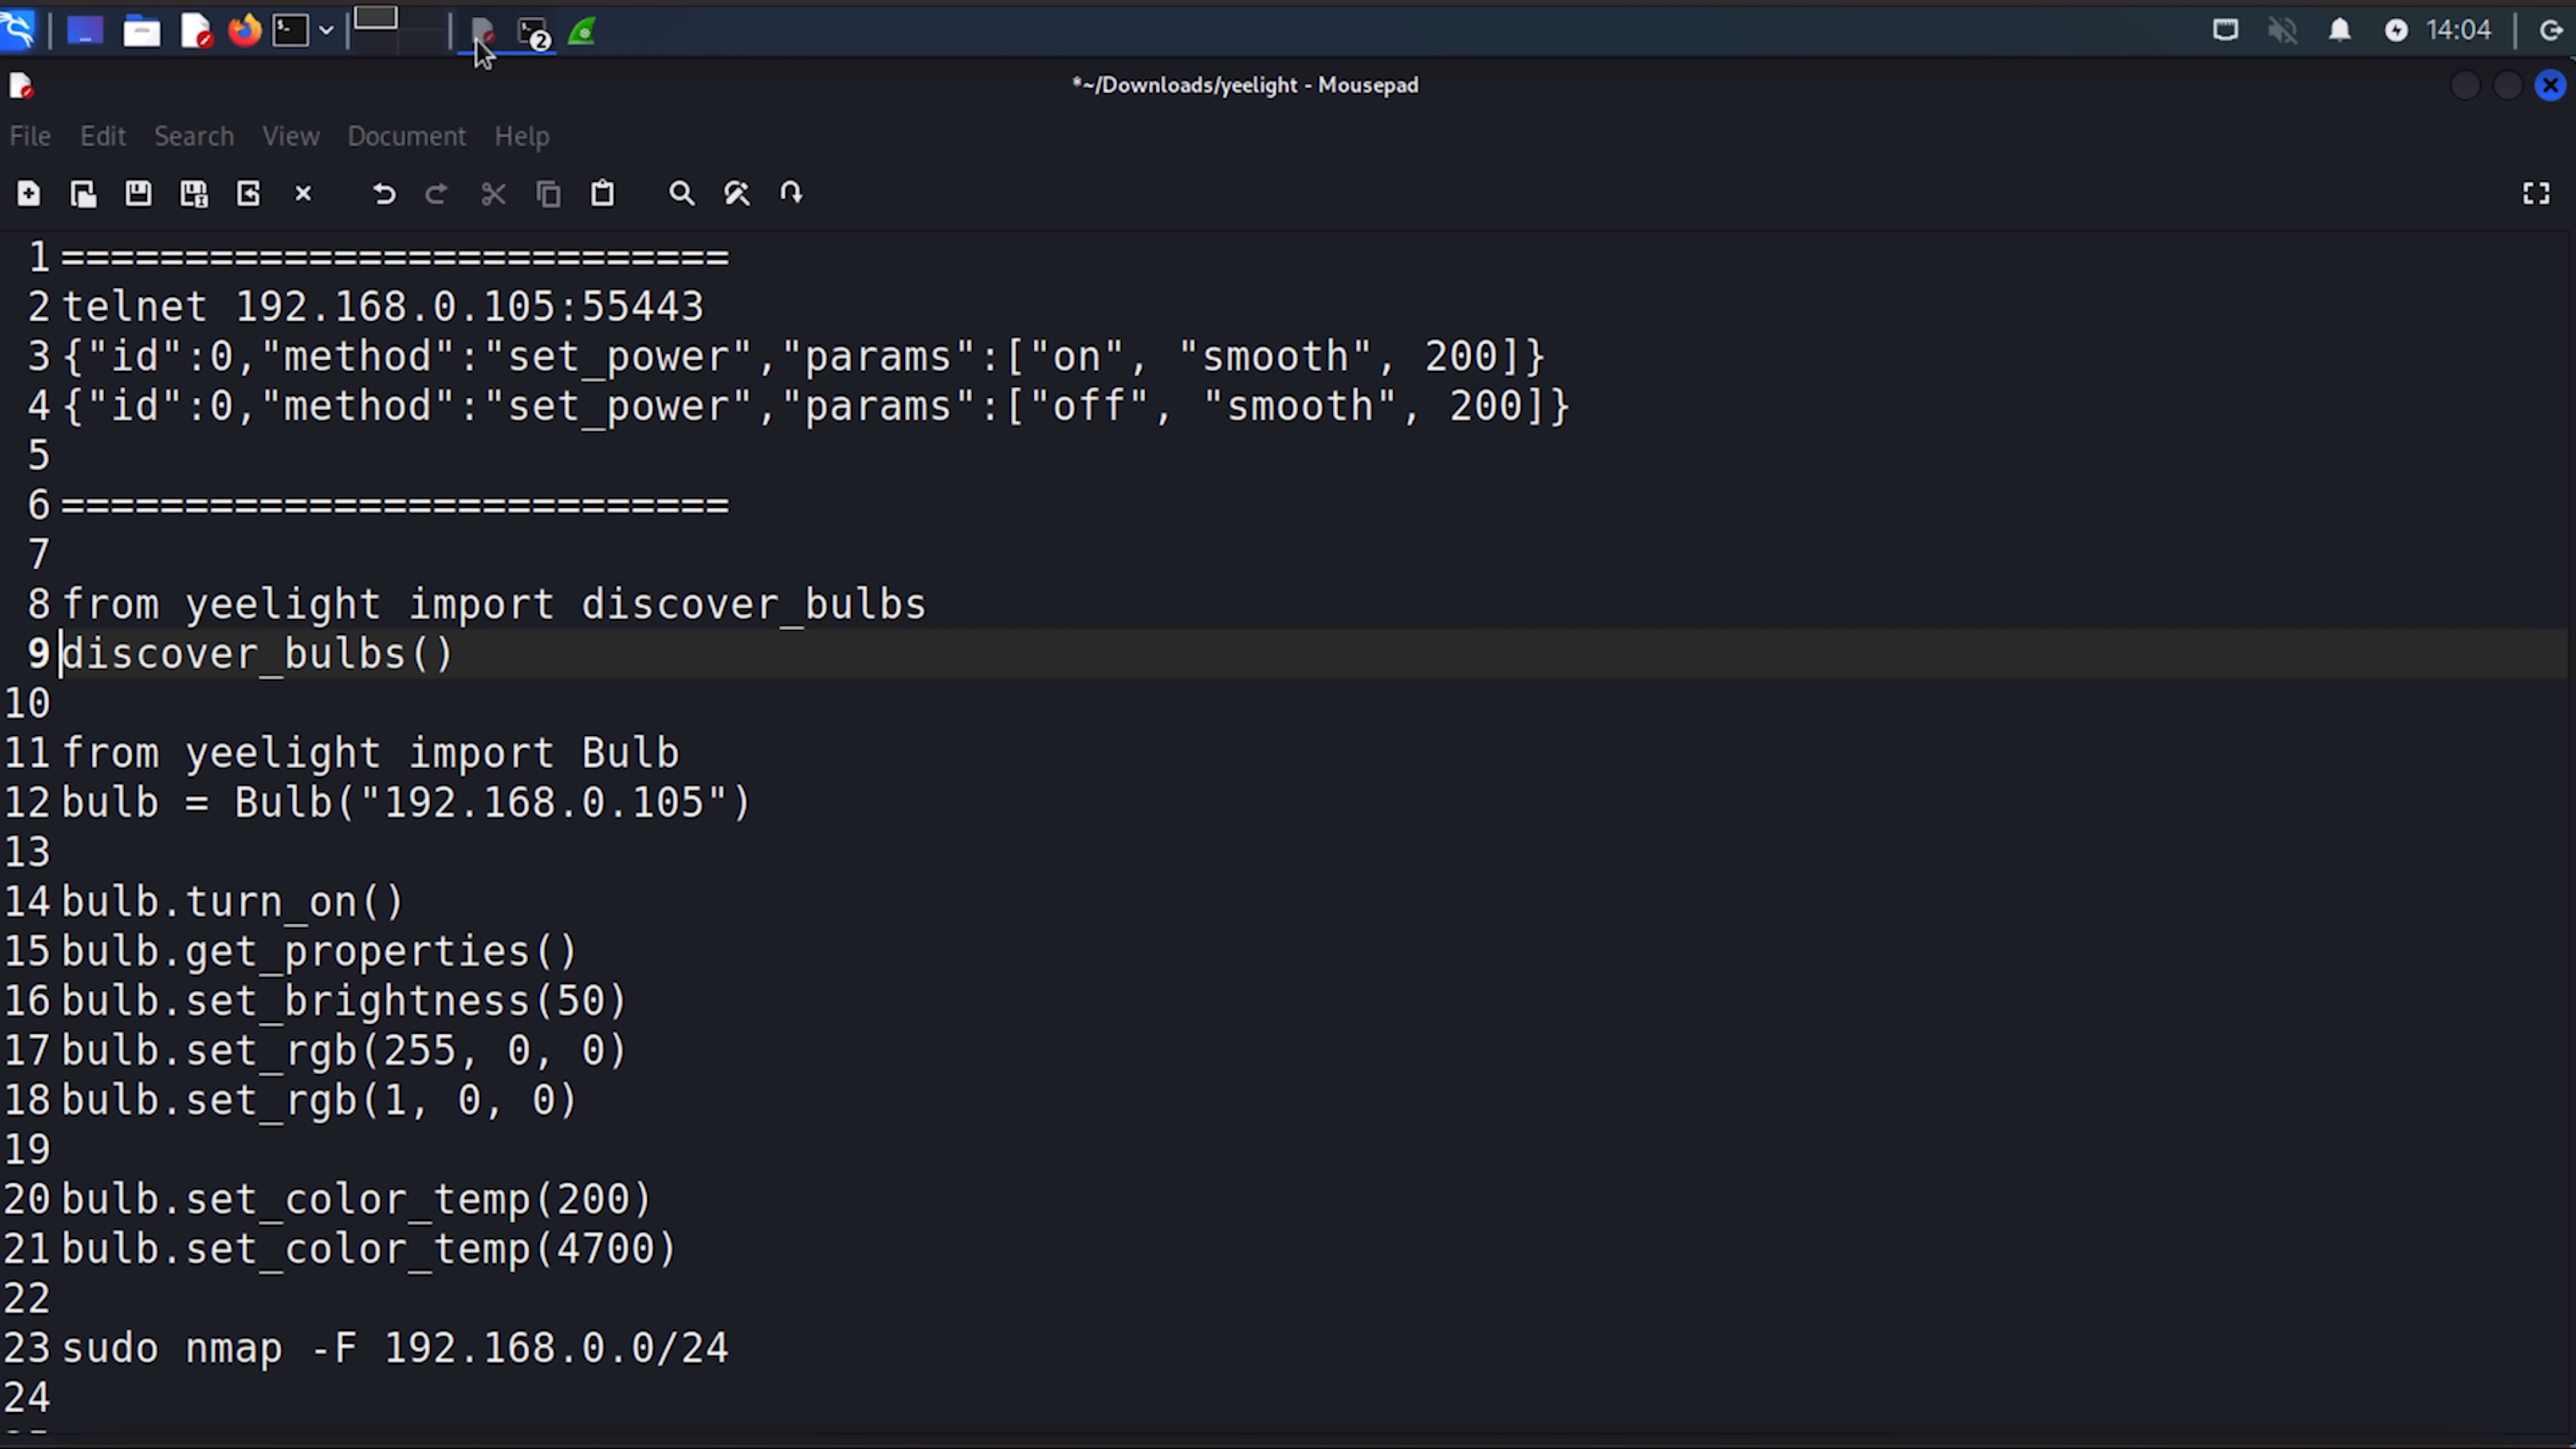 14:04
*~/Downloads/yeelight - Mousepad
File Edit Search View Document Help
1 ===========================
2 telnet 192.168.0.105:55443
3 {"id":0,"method":"set_power","params":["on", "smooth", 200]}
4 {"id":0,"method":"set_power","params":["off", "smooth", 200]}
5
6 ===========================
7
8 from yeelight import discover_bulbs
9 discover_bulbs()
10
11 from yeelight import Bulb
12 bulb = Bulb("192.168.0.105")
13
14 bulb.turn_on()
15 bulb.get_properties()
16 bulb.set_brightness(50)
17 bulb.set_rgb(255, 0, 0)
18 bulb.set_rgb(1, 0, 0)
19
20 bulb.set_color_temp(200)
21 bulb.set_color_temp(4700)
22
23 sudo nmap -F 192.168.0.0/24
24